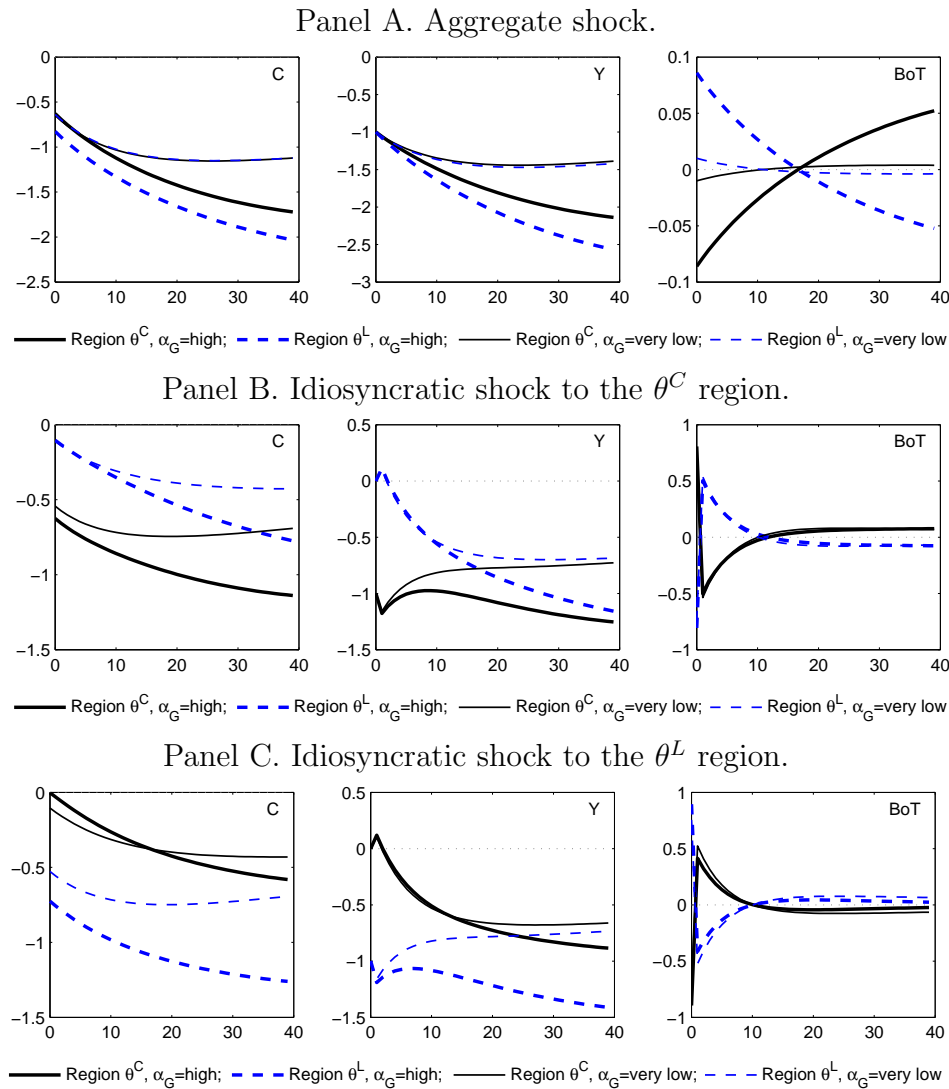 Panel A. Aggregate shock.
C
0
−0.5
−1
−1.5
−2
−2.5
0 10 20 30 40
Y
0
−0.5
−1
−1.5
−2
−2.5
−3
0 10 20 30 40
BoT
0.1
0.05
0
−0.05
−0.1
0 10 20 30 40
Region θ^C, α_G=high; Region θ^L, α_G=high; Region θ^C, α_G=very low; Region θ^L, α_G=very low
Panel B. Idiosyncratic shock to the θ^C region.
C
0
−0.5
−1
−1.5
0 10 20 30 40
Y
0.5
0
−0.5
−1
−1.5
0 10 20 30 40
BoT
1
0.5
0
−0.5
−1
0 10 20 30 40
Region θ^C, α_G=high; Region θ^L, α_G=high; Region θ^C, α_G=very low; Region θ^L, α_G=very low
Panel C. Idiosyncratic shock to the θ^L region.
C
0
−0.5
−1
−1.5
0 10 20 30 40
Y
0.5
0
−0.5
−1
−1.5
0 10 20 30 40
BoT
1
0.5
0
−0.5
−1
0 10 20 30 40
Region θ^C, α_G=high; Region θ^L, α_G=high; Region θ^C, α_G=very low; Region θ^L, α_G=very low